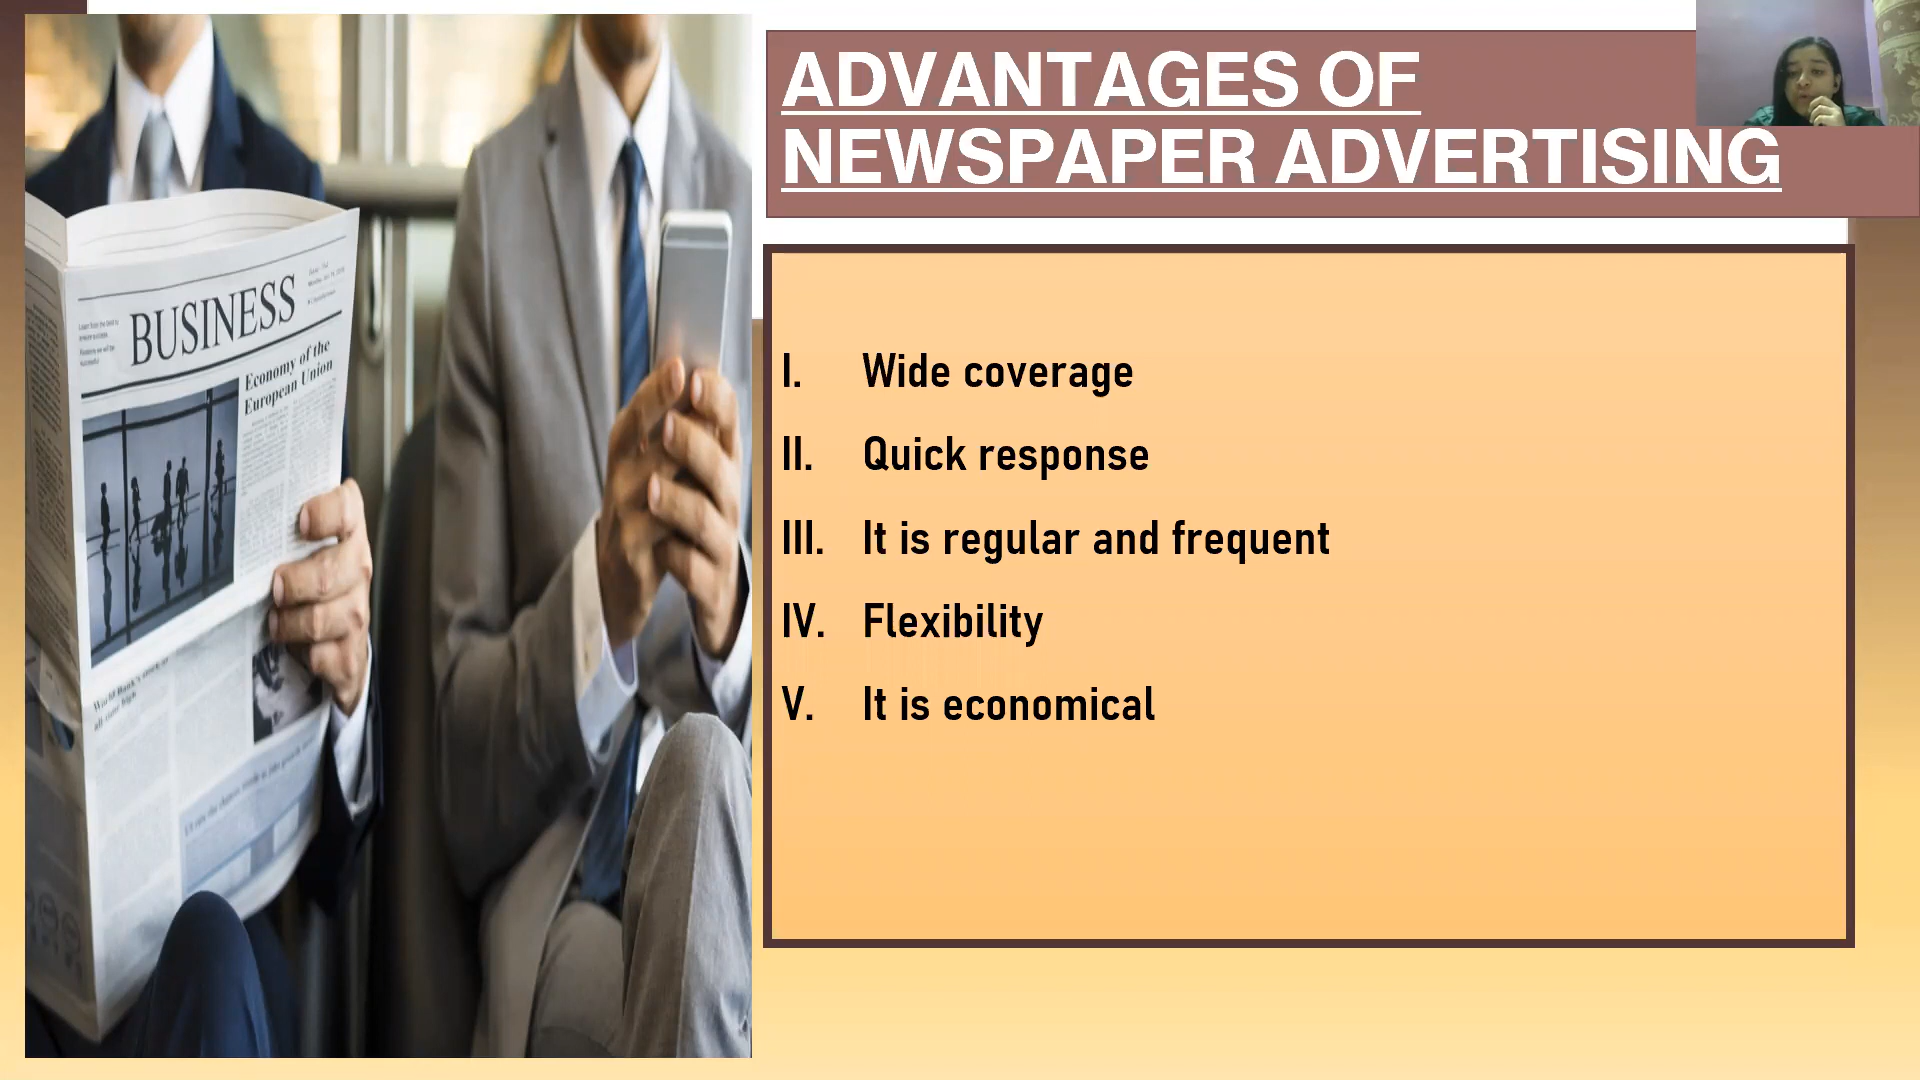 ADVANTAGES OF
NEWSPAPER ADVERTISING
I. Wide coverage
II. Quick response
III. It is regular and frequent
IV. Flexibility
V. It is economical
BUSINESS
Economy of the
European Union